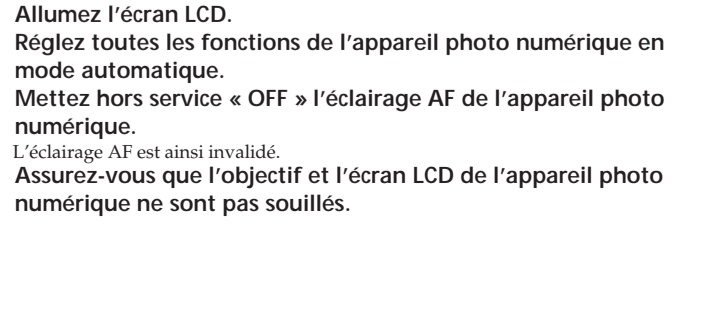 Allumez l'écran LCD.
Réglez toutes les fonctions de l'appareil photo numérique en
mode automatique.
Mettez hors service « OFF » l'éclairage AF de l'appareil photo
numérique.
L'éclairage AF est ainsi invalidé.
Assurez-vous que l'objectif et l'écran LCD de l'appareil photo
numérique ne sont pas souillés.